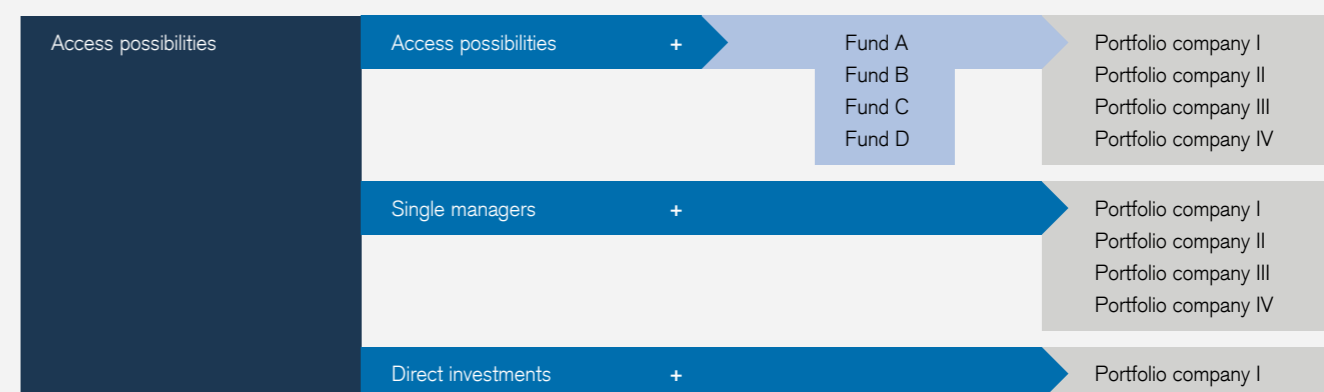 Access possibilities
Access possibilities + Fund A Portfolio company I
Fund B Portfolio company II
Fund C Portfolio company III
Fund D Portfolio company IV
Single managers + Portfolio company I
Portfolio company II
Portfolio company III
Portfolio company IV
Direct investments + Portfolio company I